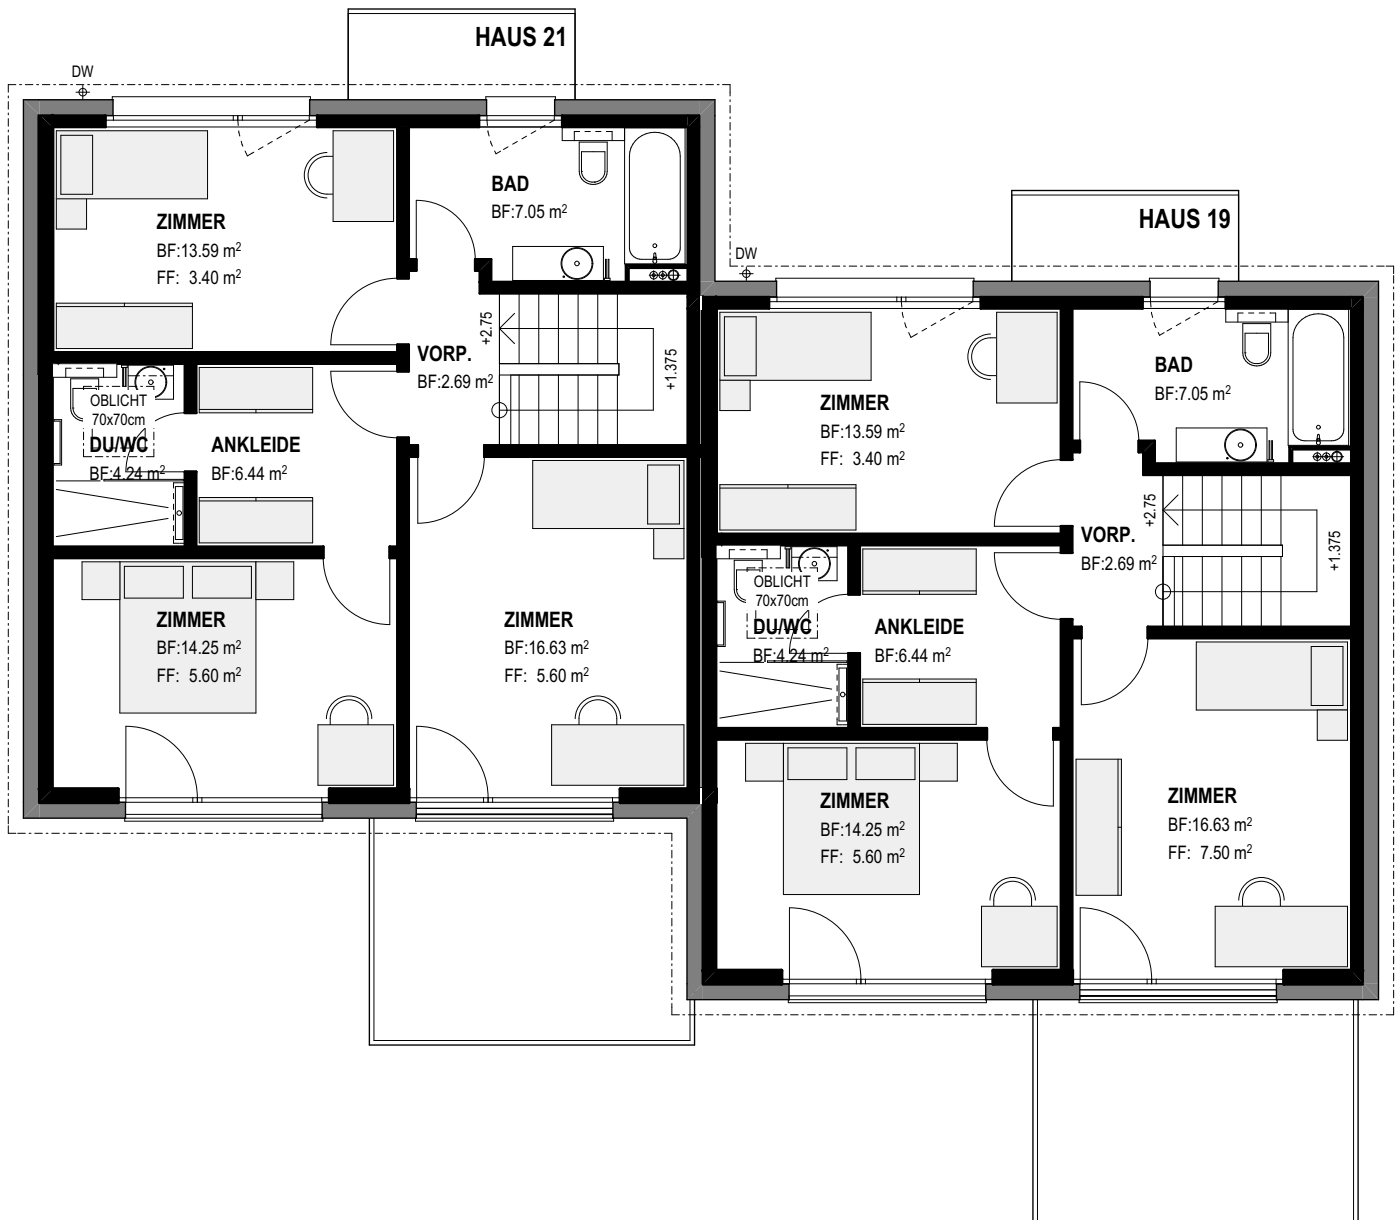 HAUS 21
DW
BAD
BF:7.05 m²
ZIMMER
BF:13.59 m²
FF: 3.40 m²
+2.75
VORP.
BF:2.69 m²
+1.375
OBLICHT
70x70cm
DU/WC
BF:4.24 m²
ANKLEIDE
BF:6.44 m²
ZIMMER
BF:14.25 m²
FF: 5.60 m²
ZIMMER
BF:16.63 m²
FF: 5.60 m²
HAUS 19
DW
BAD
BF:7.05 m²
ZIMMER
BF:13.59 m²
FF: 3.40 m²
+2.75
VORP.
BF:2.69 m²
+1.375
OBLICHT
70x70cm
DU/WC
BF:4.24 m²
ANKLEIDE
BF:6.44 m²
ZIMMER
BF:14.25 m²
FF: 5.60 m²
ZIMMER
BF:16.63 m²
FF: 7.50 m²